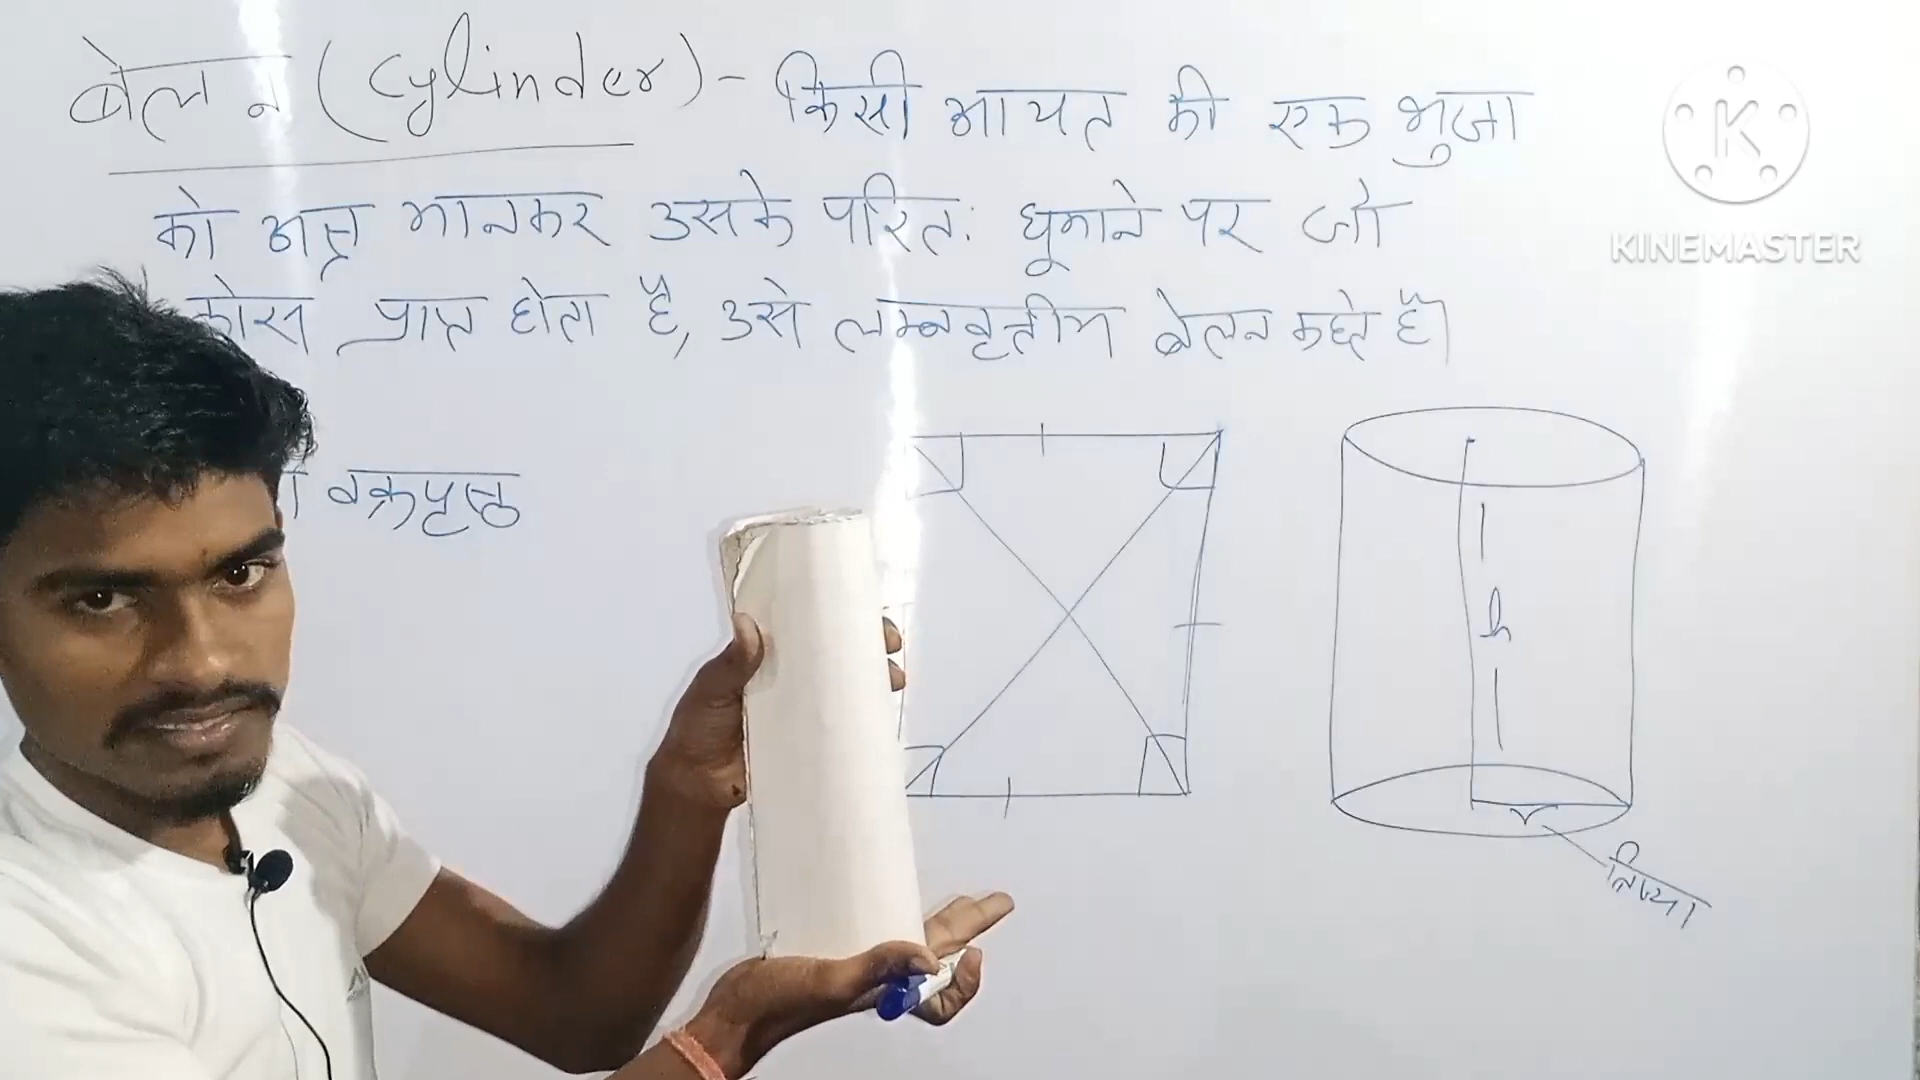 बेलन (Cylinder) - किसी आयत की एक भुजा
को अक्ष मानकर उसके परितः घूमाने पर जो
ठोस प्राप्त होता है, उसे लम्बवृत्तीय बेलन कहते हैं।
वक्रपृष्ठ
h
r
त्रिज्या
K
KINEMASTER